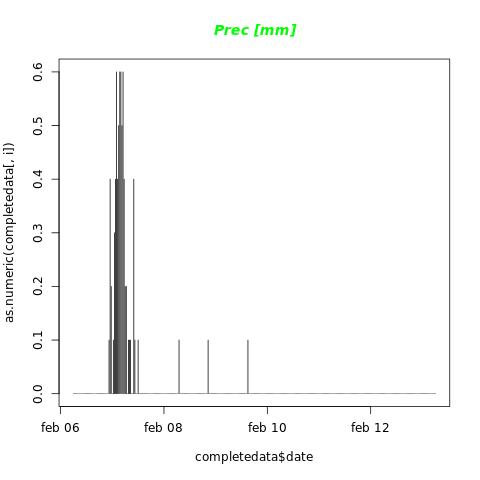 Prec [mm]
as.numeric(completedata[, i])
0.6
0.5
0.4
0.3
0.2
0.1
0.0
feb 06 feb 08 feb 10 feb 12
completedata$date